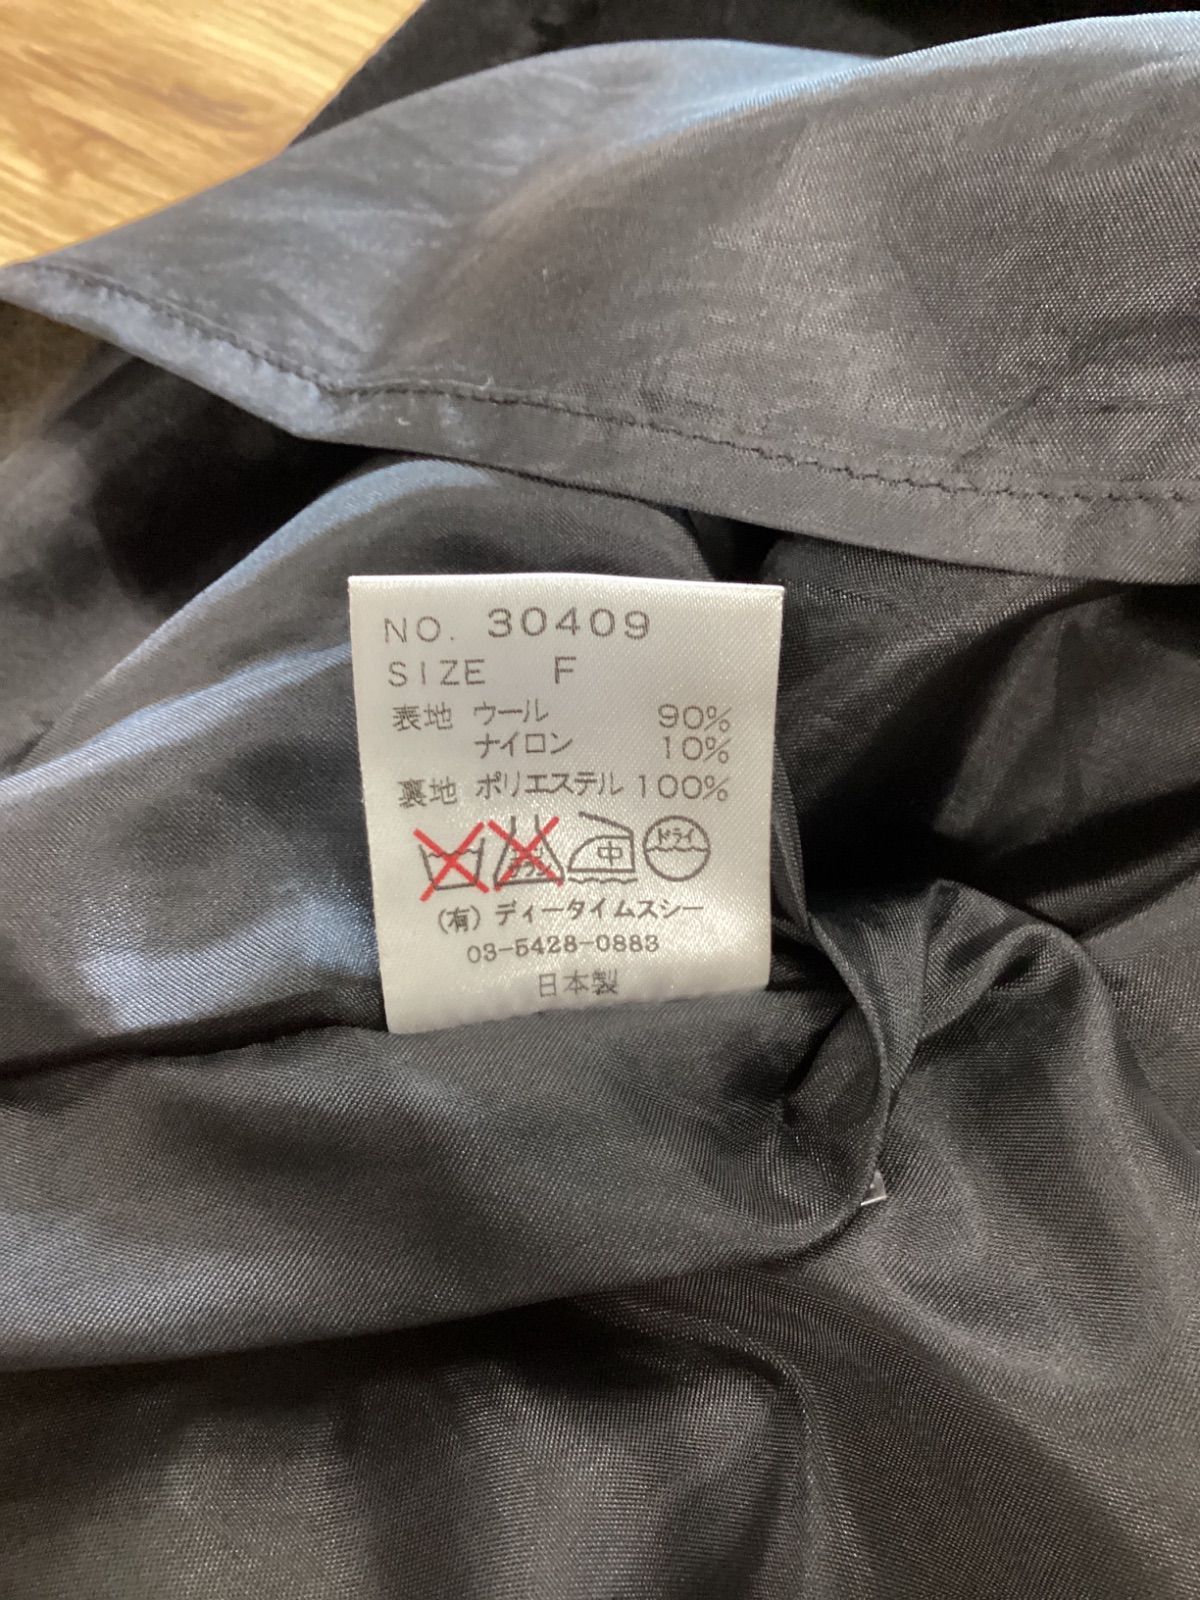 NO. 30409
SIZE F
表地 ウール 90%
ナイロン 10%
裏地 ポリエステル 100%
中 ドライ
(有) ディータイムスシー
03-5428-0883
日本製